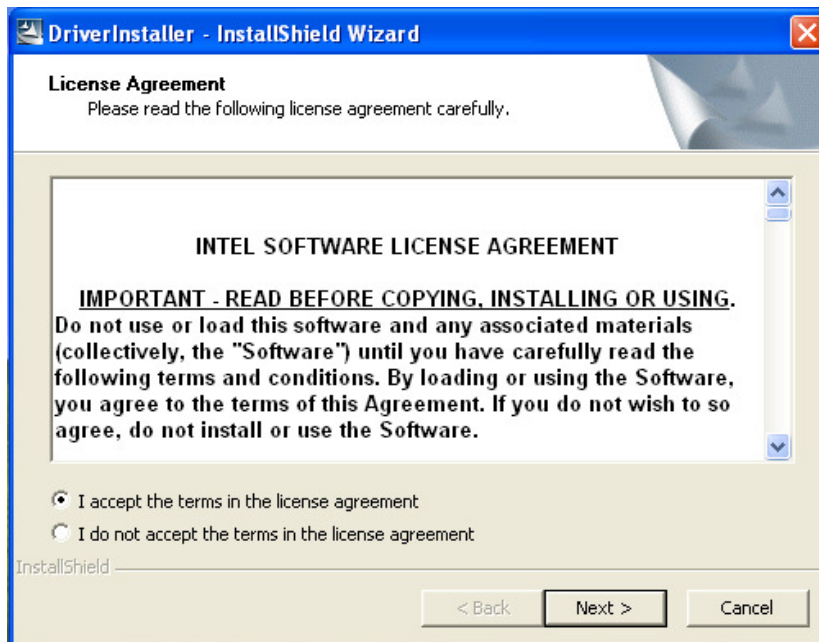 DriverInstaller - InstallShield Wizard
License Agreement
Please read the following license agreement carefully.
INTEL SOFTWARE LICENSE AGREEMENT
IMPORTANT - READ BEFORE COPYING, INSTALLING OR USING.
Do not use or load this software and any associated materials
(collectively, the "Software") until you have carefully read the
following terms and conditions. By loading or using the Software,
you agree to the terms of this Agreement. If you do not wish to so
agree, do not install or use the Software.
I accept the terms in the license agreement
I do not accept the terms in the license agreement
InstallShield
< Back Next > Cancel